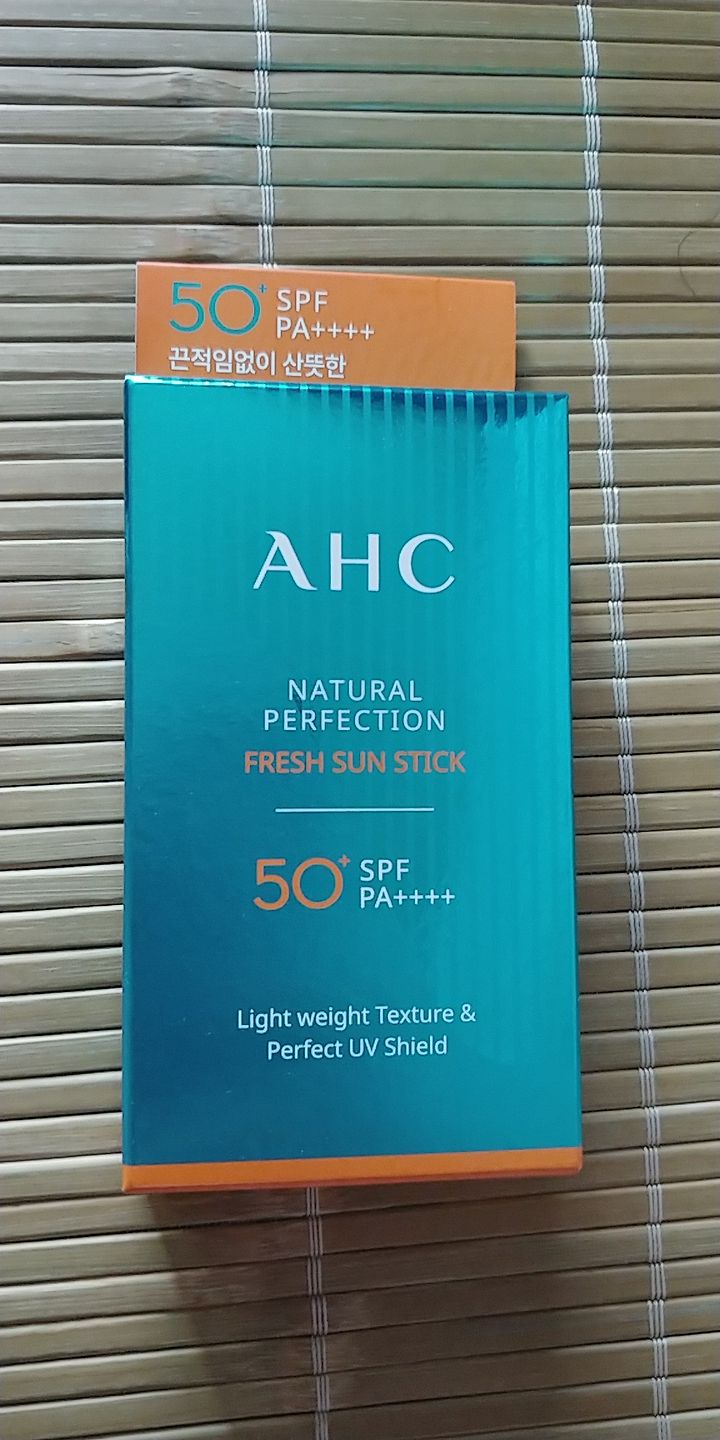 50+ SPF
PA++++
끈적임없이 산뜻한
AHC
NATURAL
PERFECTION
FRESH SUN STICK
50+ SPF
PA++++
Light weight Texture &
Perfect UV Shield